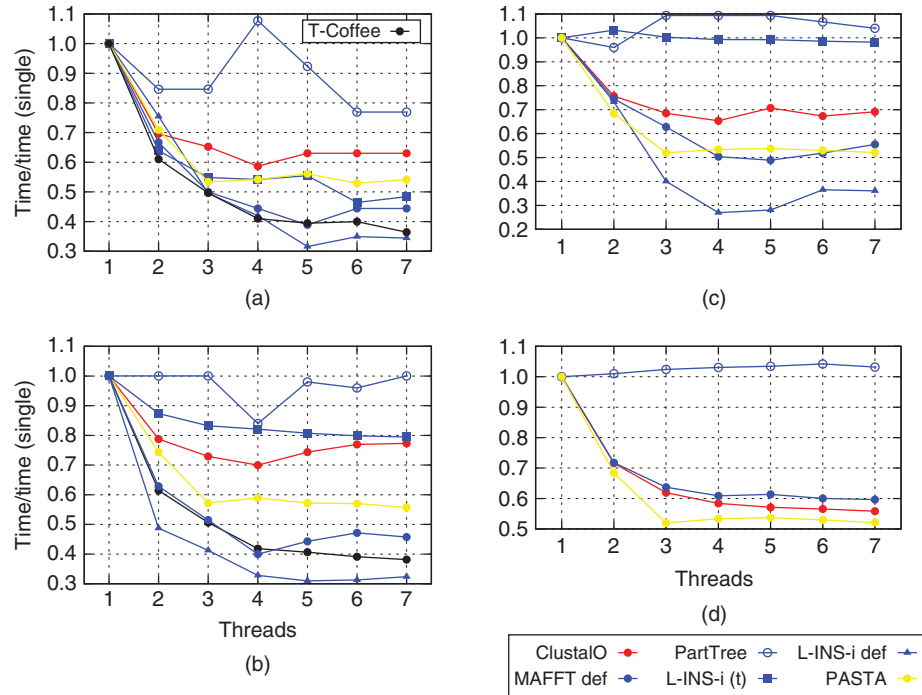 Time/time (single)
1.1
1.0
0.9
0.8
0.7
0.6
0.5
0.4
0.3
T-Coffee
1 2 3 4 5 6 7
(a)
1.1
1.0
0.9
0.8
0.7
0.6
0.5
0.4
0.3
0.2
1 2 3 4 5 6 7
(c)
Time/time (single)
1.1
1.0
0.9
0.8
0.7
0.6
0.5
0.4
0.3
1 2 3 4 5 6 7
Threads
(b)
1.1
1.0
0.9
0.8
0.7
0.6
0.5
1 2 3 4 5 6 7
Threads
(d)
ClustalO PartTree L-INS-i def
MAFFT def L-INS-i (t) PASTA